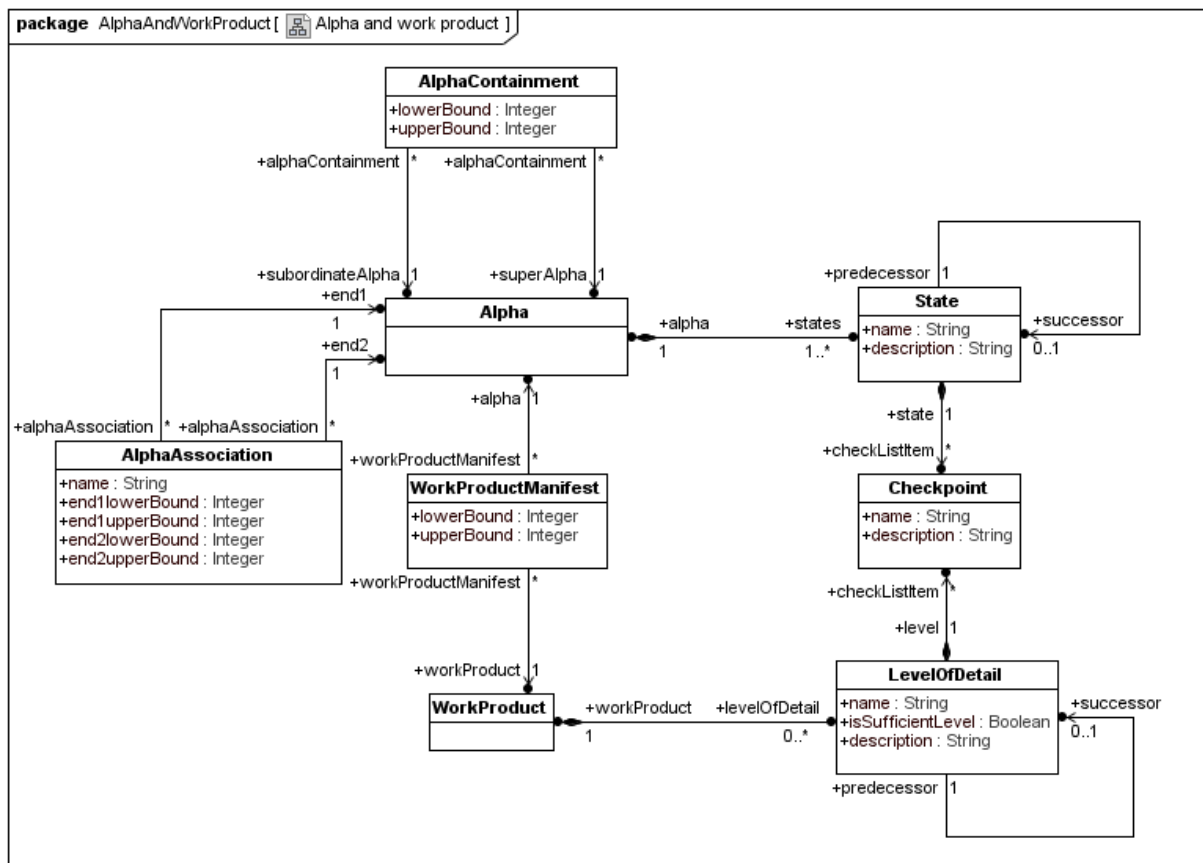 package AlphaAndWorkProduct [ Alpha and work product ]
AlphaContainment
+lowerBound : Integer
+upperBound : Integer
+alphaContainment * +alphaContainment *
+subordinateAlpha 1 +superAlpha 1
+end1
1
+end2
1
Alpha
+alpha
1
+states
1..*
+predecessor 1
State
+name : String
+description : String
+successor
0..1
+state 1
+checkListItem *
+alpha 1
+alphaAssociation * +alphaAssociation *
AlphaAssociation
+name : String
+end1lowerBound : Integer
+end1upperBound : Integer
+end2lowerBound : Integer
+end2upperBound : Integer
+workProductManifest *
WorkProductManifest
+lowerBound : Integer
+upperBound : Integer
+workProductManifest *
Checkpoint
+name : String
+description : String
+checkListItem *
+level 1
+workProduct 1
WorkProduct
+workProduct
1
+levelOfDetail
0..*
LevelOfDetail
+name : String
+isSufficientLevel : Boolean
+description : String
+successor
0..1
+predecessor 1